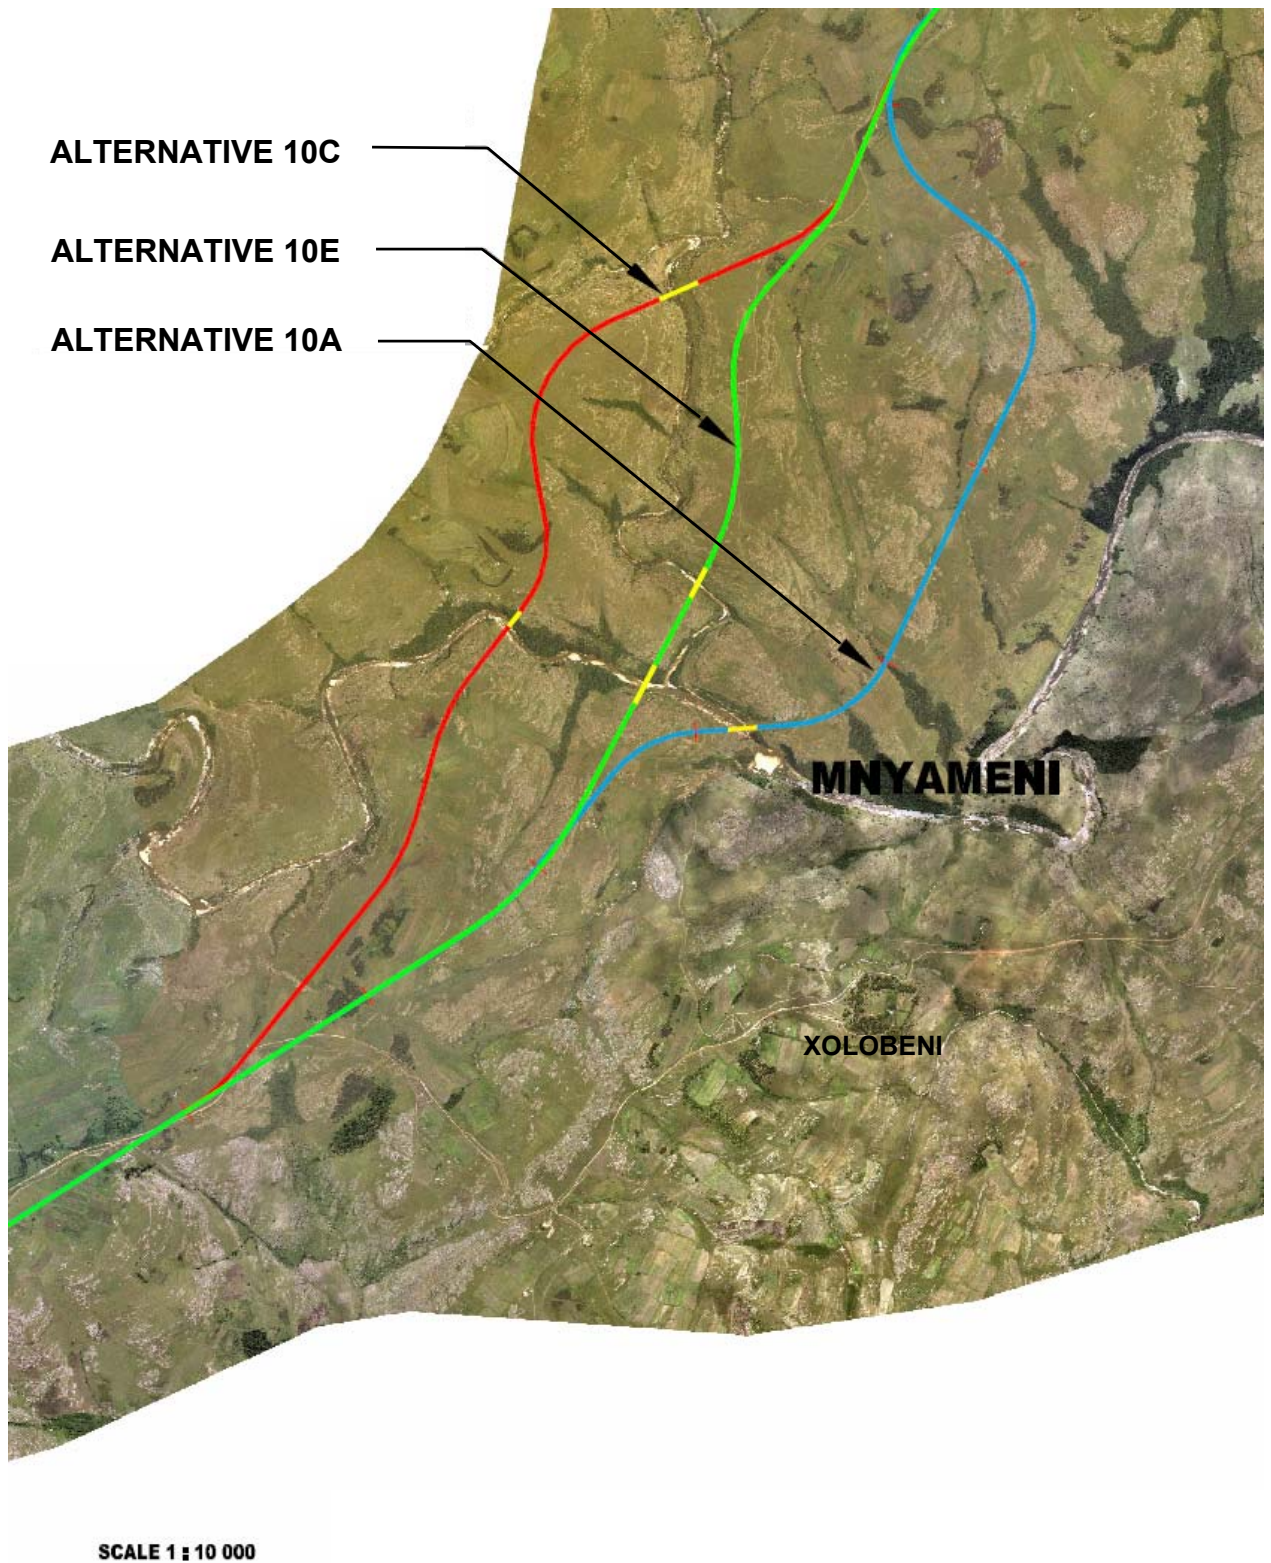 ALTERNATIVE 10C
ALTERNATIVE 10E
ALTERNATIVE 10A
MNYAMENI
XOLOBENI
SCALE 1 : 10 000